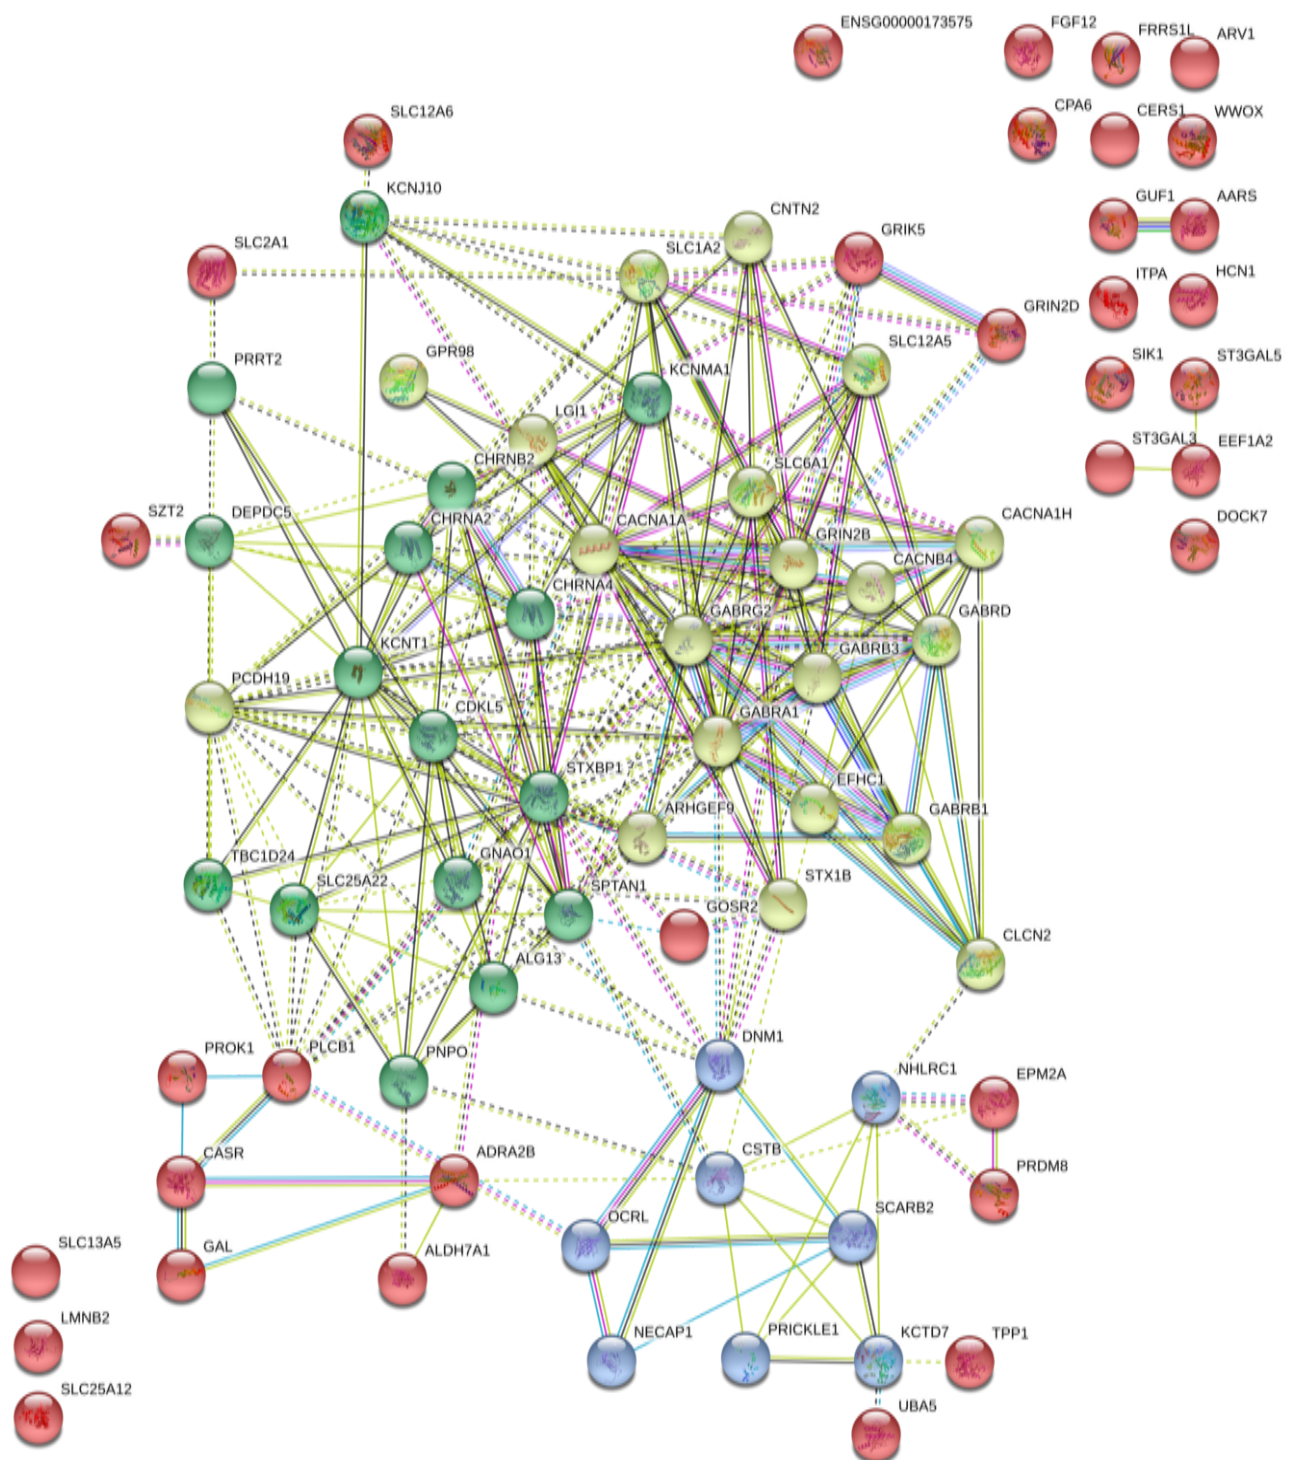 ENSG00000173575
FGF12
FRRS1L
ARV1
SLC12A6
CPA6
CERS1
WWOX
KCNJ10
CNTN2
GUF1
AARS
SLC2A1
SLC1A2
GRIK5
ITPA
HCN1
GRIN2D
PRRT2
GPR98
KCNMA1
SLC12A5
SIK1
ST3GAL5
LGI1
CHRNB2
SLC6A1
ST3GAL3
EEF1A2
SZT2
DEPDC5
CHRNA2
CACNA1A
GRIN2B
CACNA1H
DOCK7
CACNB4
CHRNA4
GABRG2
GABRD
KCNT1
GABRB3
PCDH19
CDKL5
GABRA1
STXBP1
EFHC1
ARHGEF9
GABRB1
TBC1D24
SLC25A22
GNAO1
SPTAN1
STX1B
GOSR2
CLCN2
ALG13
DNM1
PROK1
PLCB1
PNPO
NHLRC1
EPM2A
CASR
ADRA2B
CSTB
PRDM8
OCRL
SCARB2
SLC13A5
GAL
ALDH7A1
LMNB2
NECAP1
PRICKLE1
KCTD7
TPP1
SLC25A12
UBA5